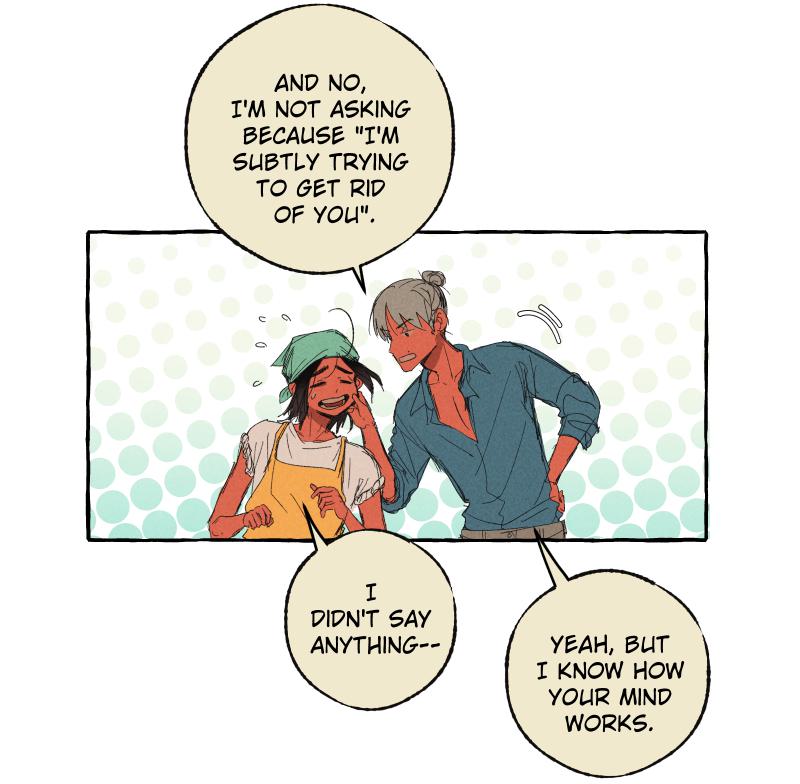 AND NO,
I'M NOT ASKING
BECAUSE "I'M
SUBTLY TRYING
TO GET RID
OF YOU".
I
DIDN'T SAY
ANYTHING--
YEAH, BUT
I KNOW HOW
YOUR MIND
WORKS.